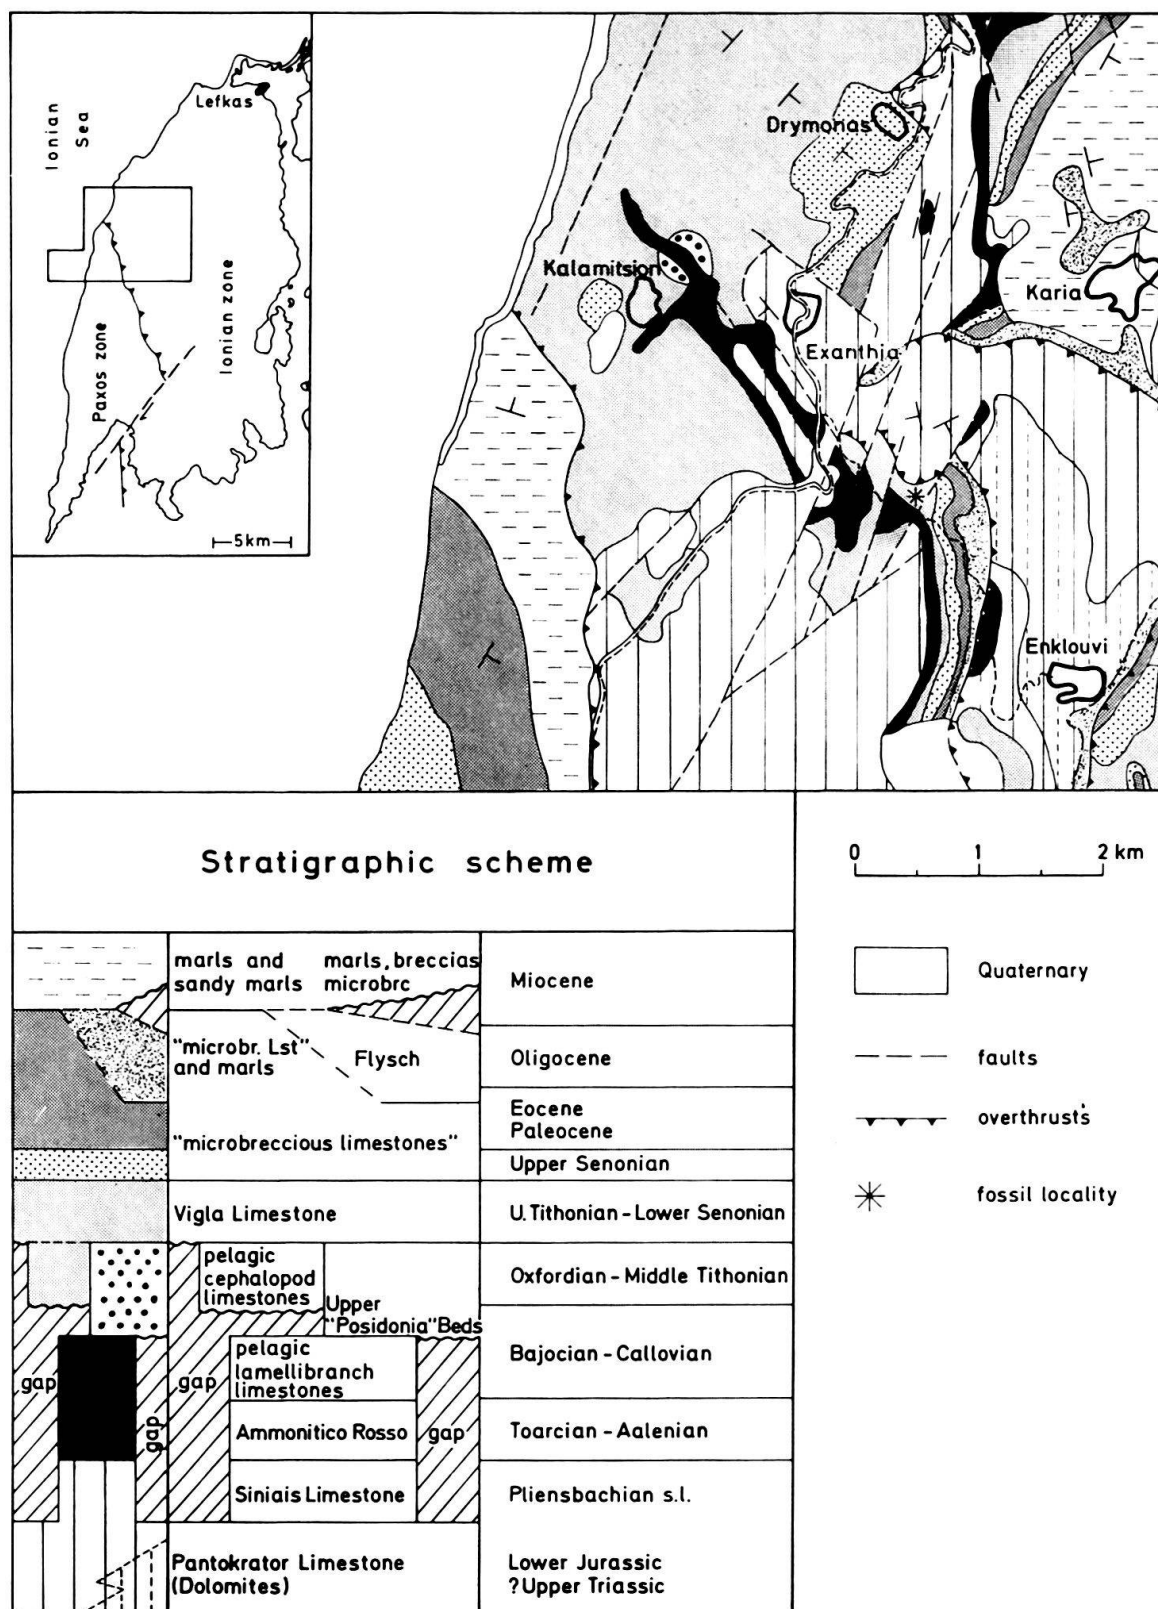 Ionian
Sea
Lefkas
Paxos zone
Ionian zone
5km
Drymonas
Kalamitsion
Exanthia
Karia
Enklouvi
Stratigraphic scheme
marls and
sandy marls
marls, breccias
microbrc
Miocene
"microbr. Lst"
and marls
Flysch
Oligocene
Eocene
Paleocene
"microbreccious limestones"
Upper Senonian
Vigla Limestone
U. Tithonian - Lower Senonian
pelagic
cephalopod
limestones
Oxfordian - Middle Tithonian
Upper
"Posidonia" Beds
pelagic
lamellibranch
limestones
Bajocian - Callovian
gap
gap
gap
gap
Ammonitico Rosso
Toarcian - Aalenian
Siniais Limestone
Pliensbachian s.l.
Pantokrator Limestone
(Dolomites)
Lower Jurassic
?Upper Triassic
0 1 2 km
Quaternary
faults
overthrusts
fossil locality